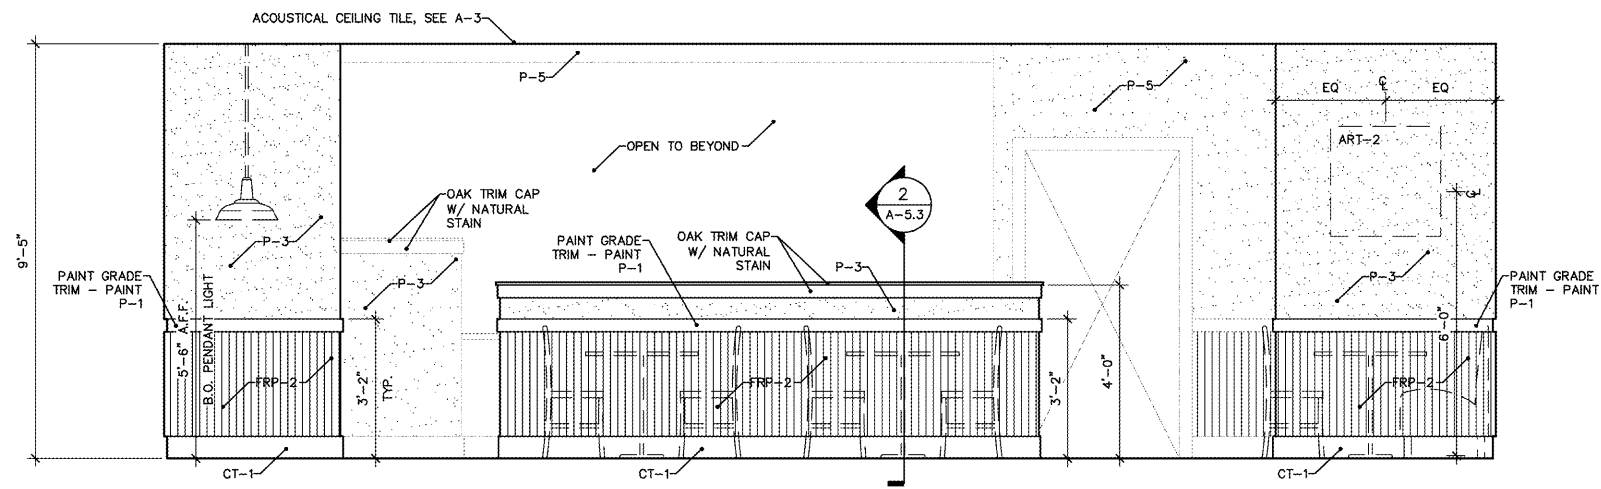 ACOUSTICAL CEILING TILE, SEE A-3
9'-5"
P-5
P-5
EQ
℄
EQ
ART-2
OPEN TO BEYOND
OAK TRIM CAP
W/ NATURAL
STAIN
2
A-5.3
℄
P-3
PAINT GRADE
TRIM - PAINT
P-1
OAK TRIM CAP
W/ NATURAL
STAIN
P-3
P-3
P-3
PAINT GRADE
TRIM - PAINT
P-1
PAINT GRADE
TRIM - PAINT
P-1
5'-6" A.F.F.
B.O. PENDANT LIGHT
FRP-2
3'-2"
TYP.
FRP-2
3'-2"
4'-0"
FRP-2
6'-0"
CT-1
CT-1
CT-1